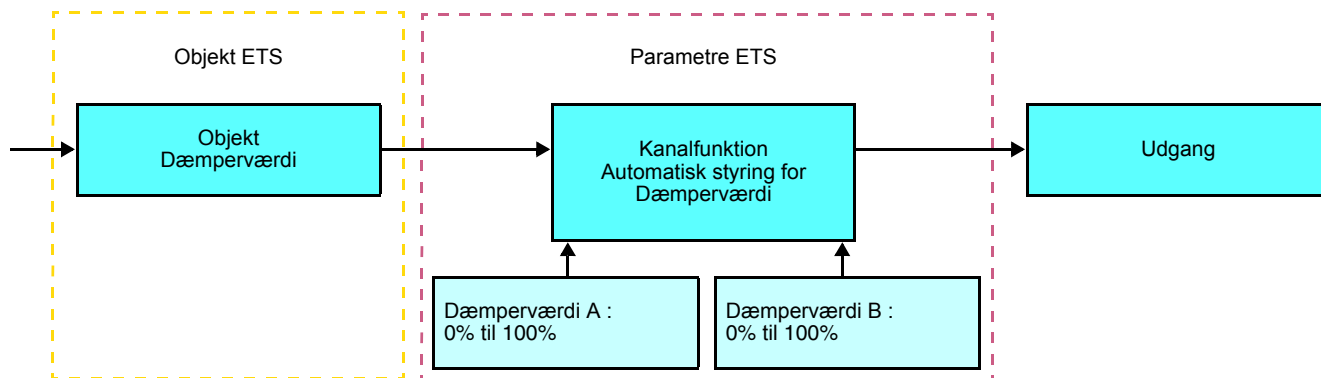 Objekt ETS
Parametre ETS
Objekt
Dæmperværdi
Kanalfunktion
Automatisk styring for
Dæmperværdi
Udgang
Dæmperværdi A :
0% til 100%
Dæmperværdi B :
0% til 100%